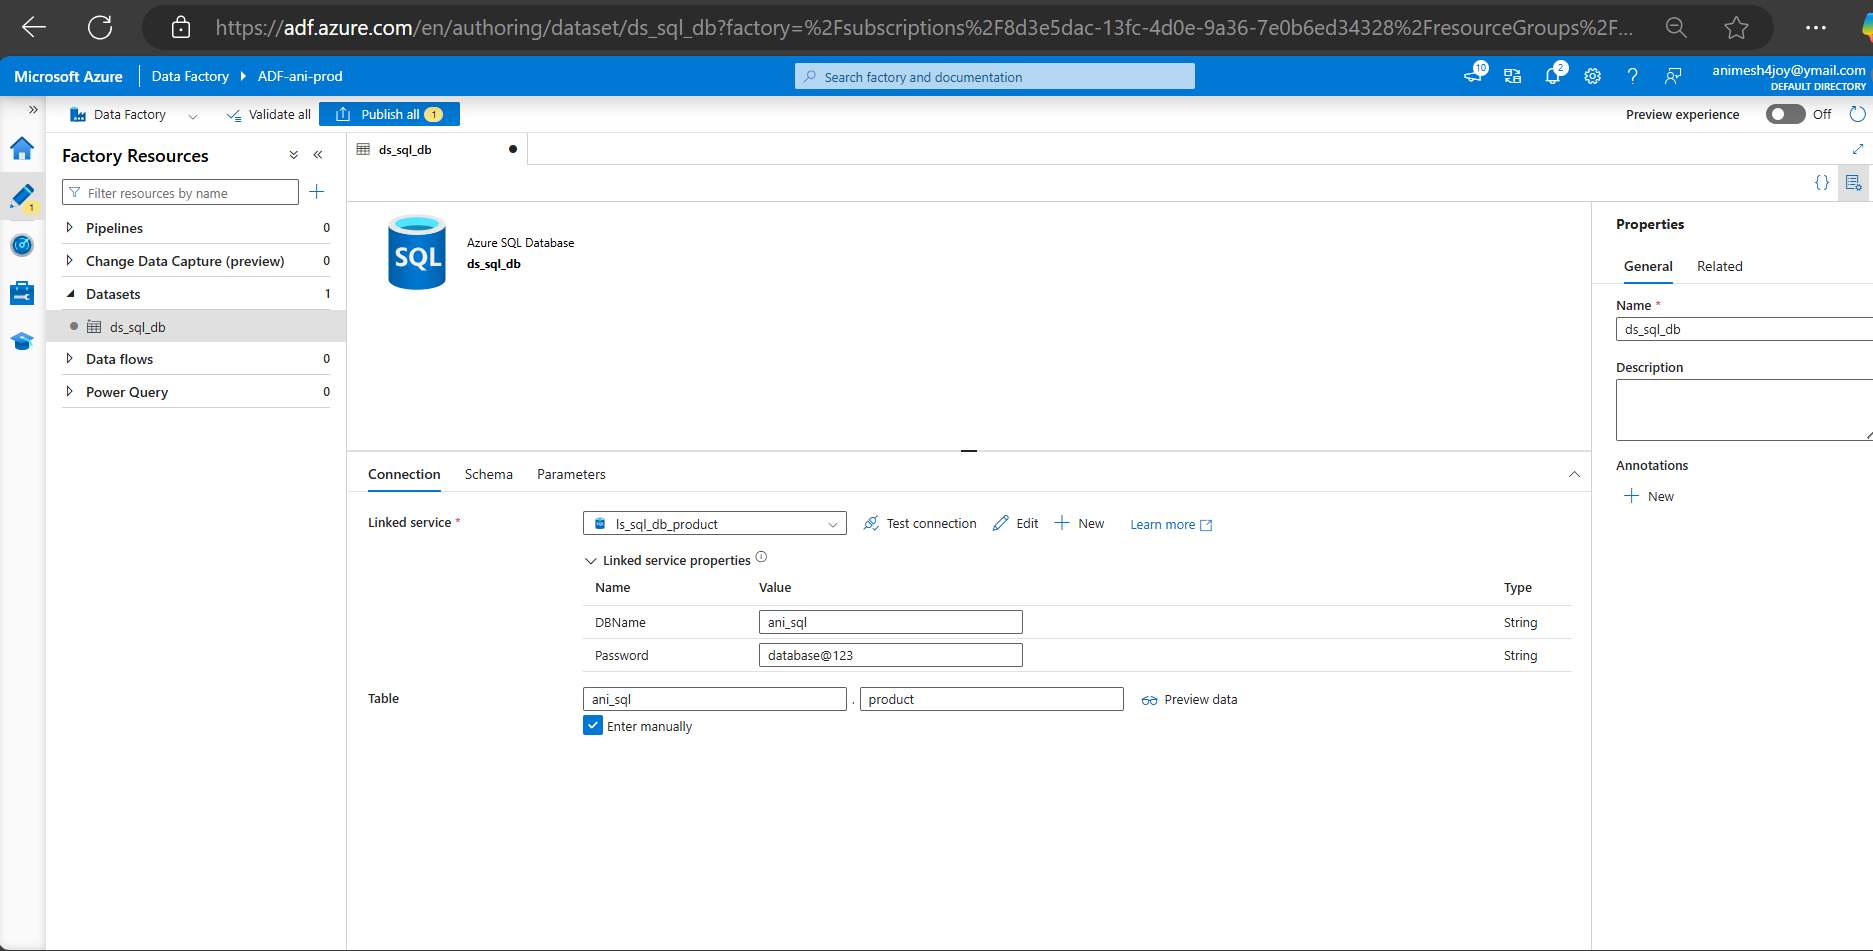 https://adf.azure.com/en/authoring/dataset/ds_sql_db?factory=%2Fsubscriptions%2F8d3e5dac-13fc-4d0e-9a36-7e0b6ed34328%2FresourceGroups%2F...
Microsoft Azure
Data Factory
ADF-ani-prod
Search factory and documentation
10
2
animesh4joy@ymail.com
DEFAULT DIRECTORY
Data Factory
Validate all
Publish all 1
Preview experience
Off
Factory Resources
ds_sql_db
Filter resources by name
1
Pipelines 0
Change Data Capture (preview) 0
Datasets 1
ds_sql_db
Data flows 0
Power Query 0
{}
SQL
Azure SQL Database
ds_sql_db
Properties
General
Related
Name *
ds_sql_db
Description
Annotations
New
Connection
Schema
Parameters
Linked service *
ls_sql_db_product
Test connection
Edit
New
Learn more
Linked service properties
Name Value Type
DBName ani_sql String
Password database@123 String
Table
ani_sql . product
Preview data
Enter manually